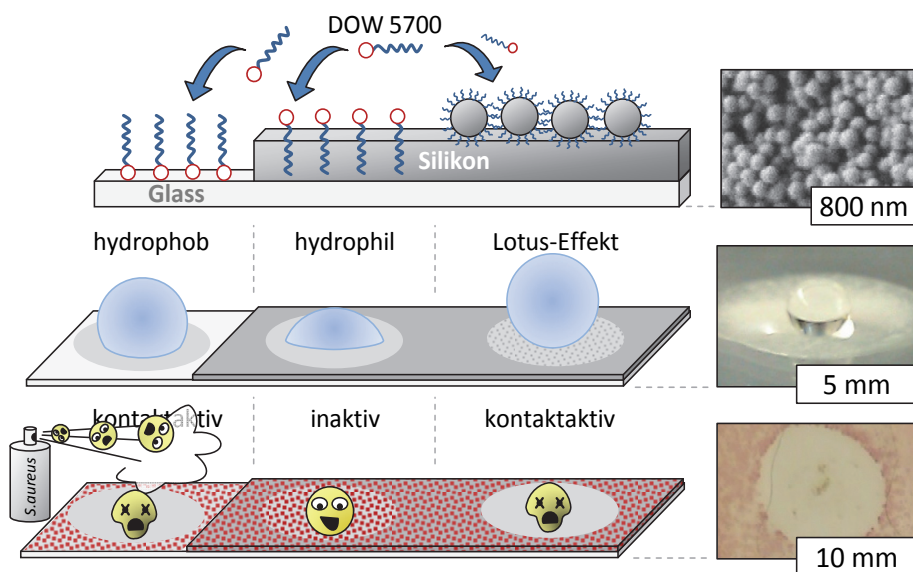 DOW 5700
Silikon
Glass
800 nm
hydrophob
hydrophil
Lotus-Effekt
5 mm
kontaktaktiv
inaktiv
kontaktaktiv
S.aureus
10 mm